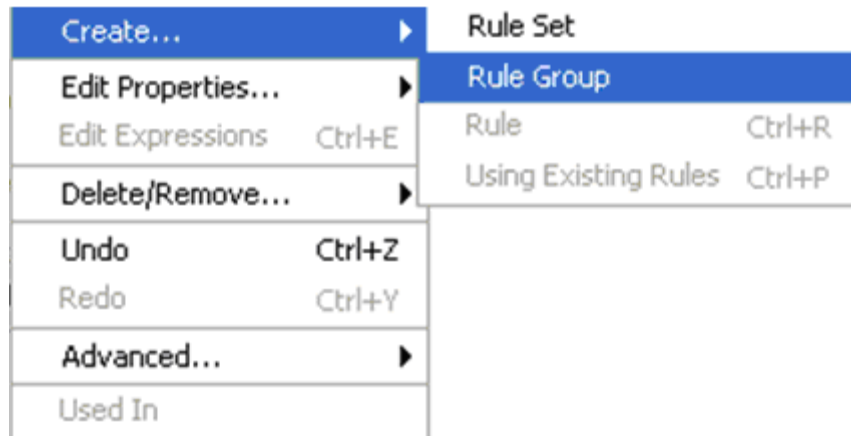 Create...
Edit Properties...
Edit Expressions Ctrl+E
Delete/Remove...
Undo Ctrl+Z
Redo Ctrl+Y
Advanced...
Used In
Rule Set
Rule Group
Rule Ctrl+R
Using Existing Rules Ctrl+P